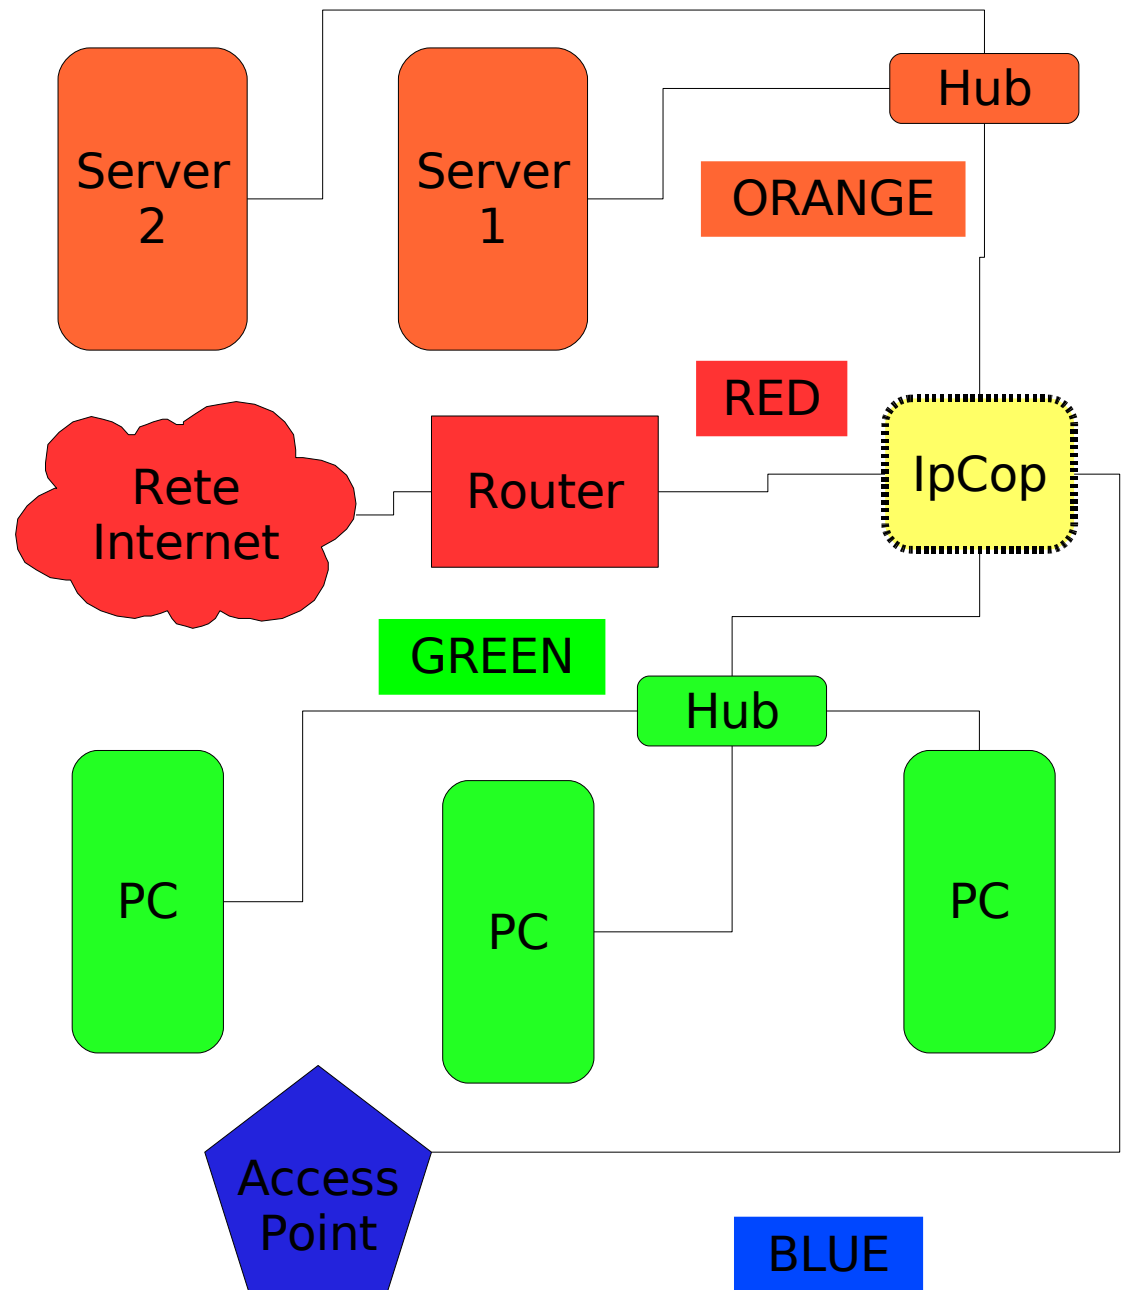 Hub
Server
2
Server
1
ORANGE
RED
IpCop
Rete
Internet
Router
GREEN
Hub
PC
PC
PC
Access
Point
BLUE